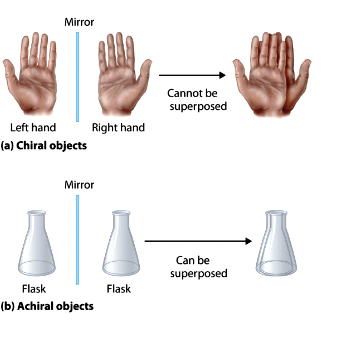 Mirror
Cannot be
superposed
Left hand
Right hand
(a) Chiral objects
Mirror
Can be
superposed
Flask
Flask
(b) Achiral objects